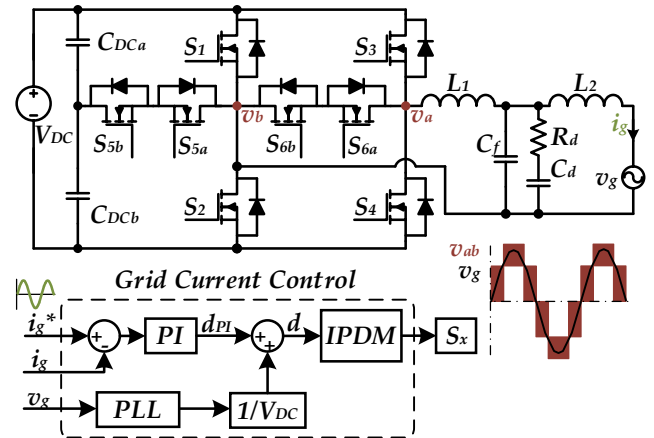 C_DCa
S1
S3
L1
L2
v_b
v_a
V_DC
S5b
S5a
S6b
S6a
i_g
C_f
R_d
C_d
v_g
C_DCb
S2
S4
v_ab
v_g
Grid Current Control
i_g*
+
-
PI
d_PI
+
+
d
IPDM
S_x
i_g
v_g
PLL
1/V_DC